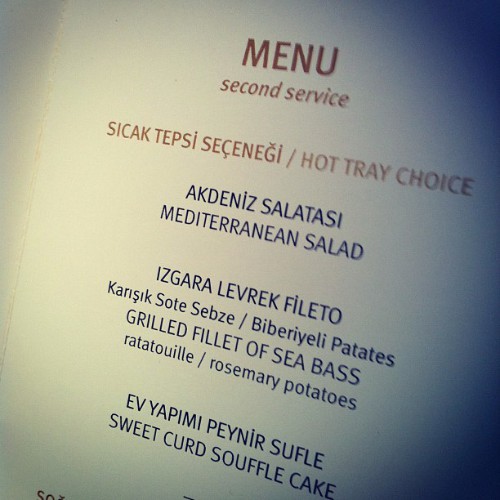 MENU
second service
SICAK TEPSİ SEÇENEĞİ / HOT TRAY CHOICE
AKDENİZ SALATASI
MEDITERRANEAN SALAD
IZGARA LEVREK FİLETO
Karışık Sote Sebze / Biberiyeli Patates
GRILLED FILLET OF SEA BASS
ratatouille / rosemary potatoes
EV YAPIMI PEYNİR SUFLE
SWEET CURD SOUFFLE CAKE